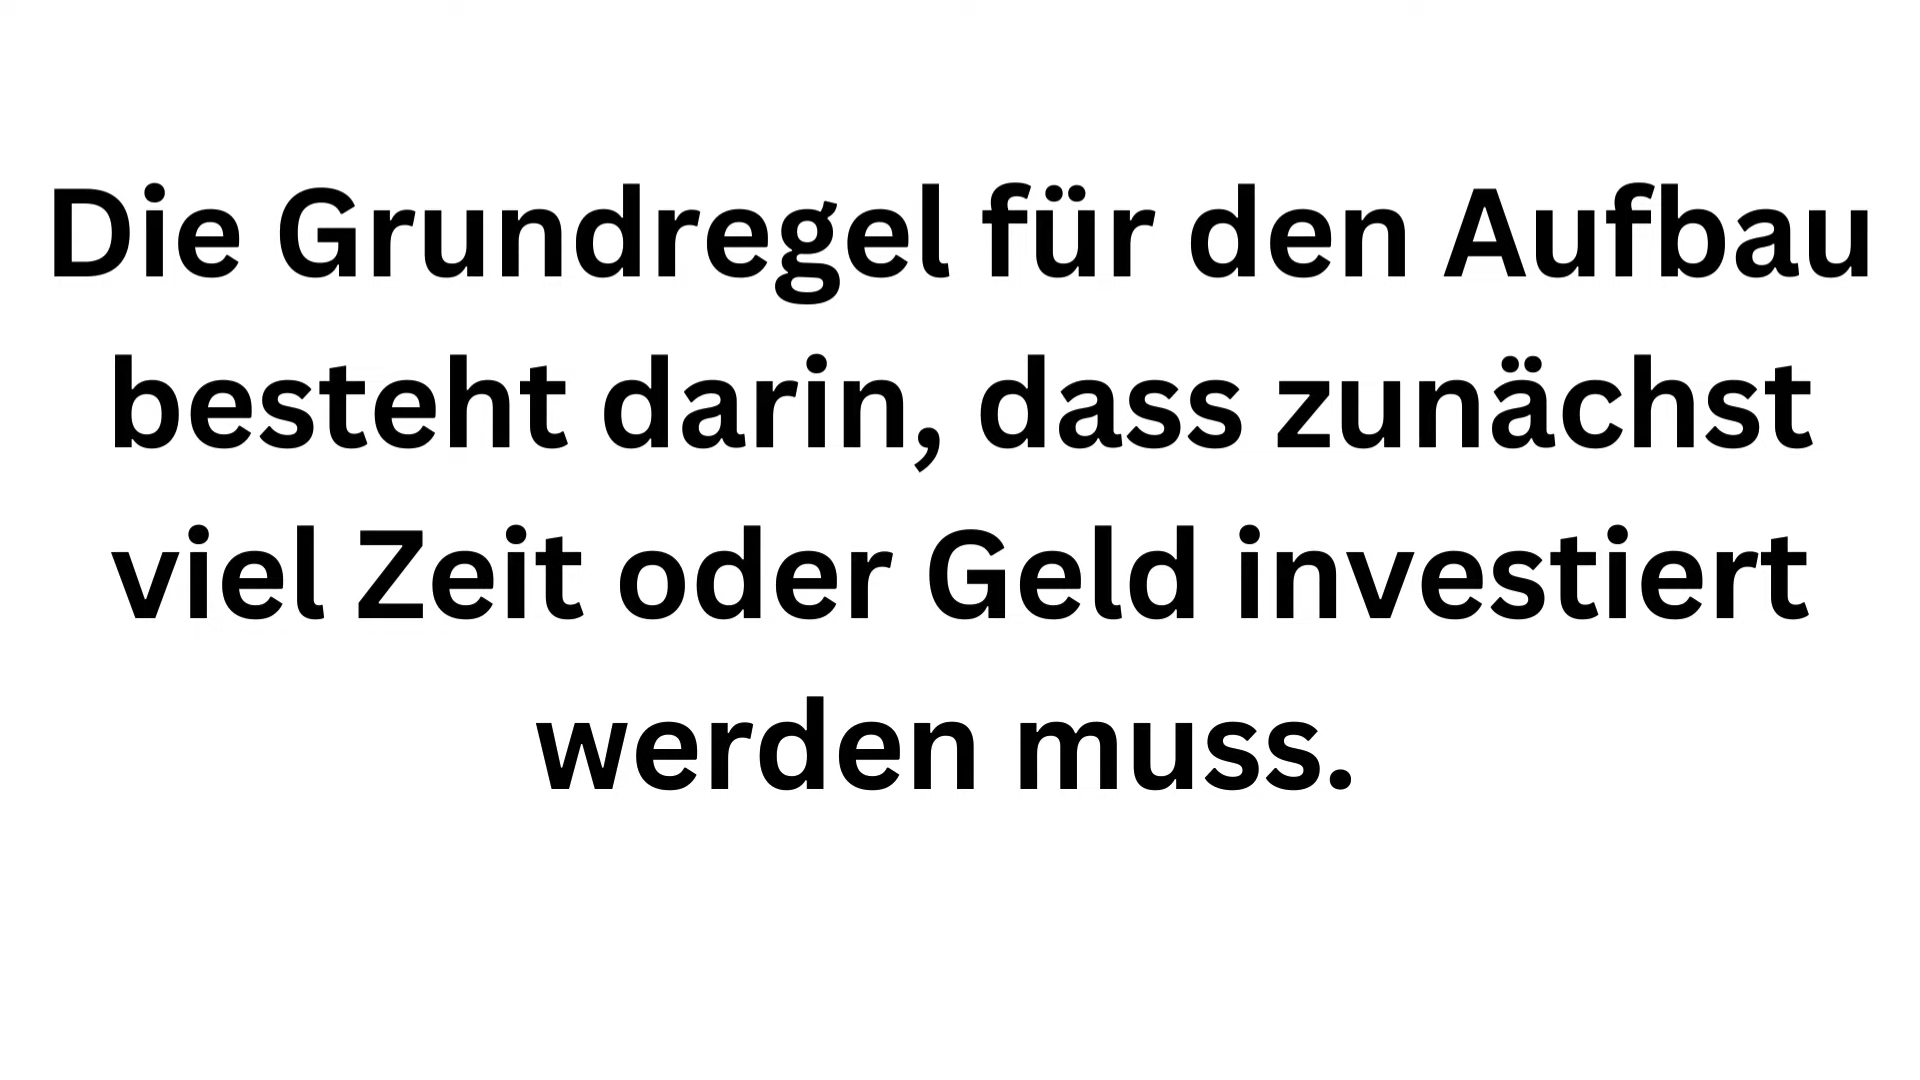 Die Grundregel für den Aufbau
besteht darin, dass zunächst
viel Zeit oder Geld investiert
werden muss.